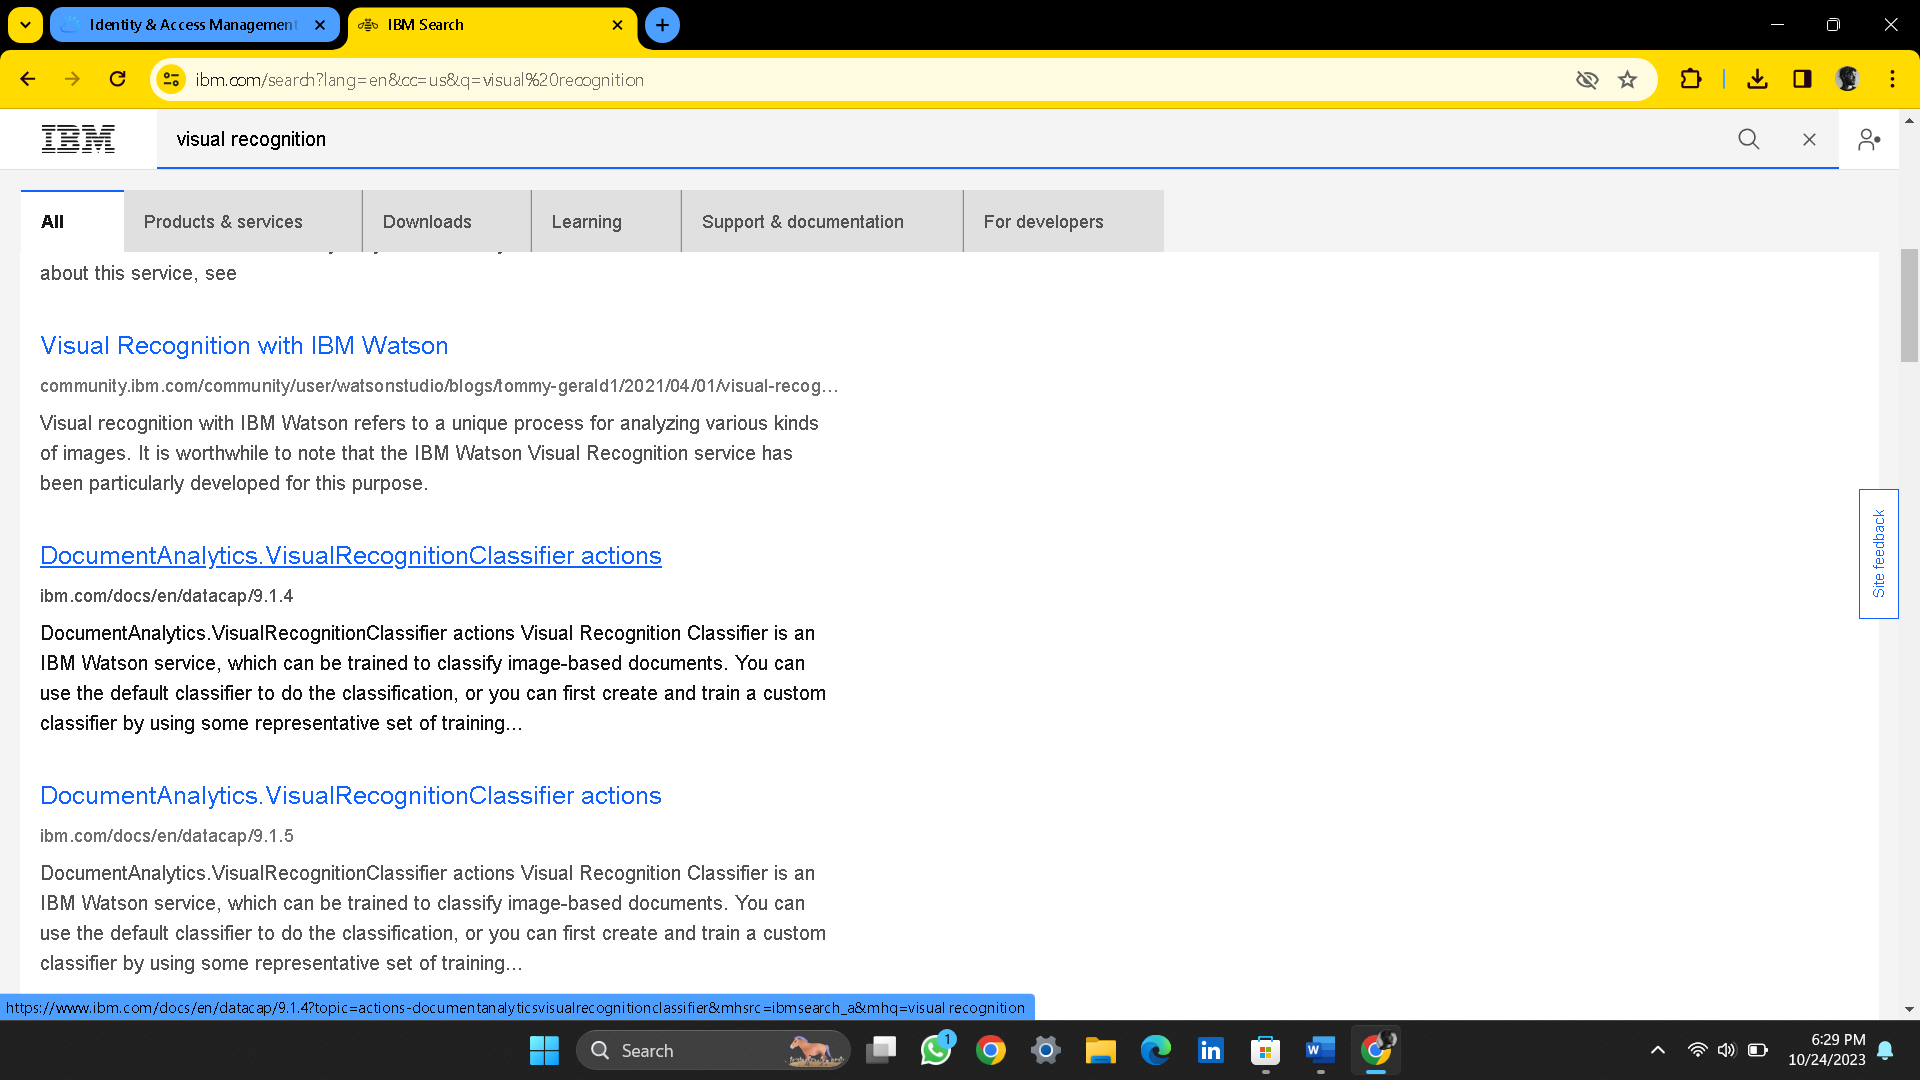 Identity & Access Management
IBM Search
ibm.com/search?lang=en&cc=us&q=visual%20recognition
IBM
visual recognition
All
Products & services
Downloads
Learning
Support & documentation
For developers
about this service, see
Visual Recognition with IBM Watson
community.ibm.com/community/user/watsonstudio/blogs/tommy-gerald1/2021/04/01/visual-recog...
Visual recognition with IBM Watson refers to a unique process for analyzing various kinds
of images. It is worthwhile to note that the IBM Watson Visual Recognition service has
been particularly developed for this purpose.
DocumentAnalytics.VisualRecognitionClassifier actions
ibm.com/docs/en/datacap/9.1.4
DocumentAnalytics.VisualRecognitionClassifier actions Visual Recognition Classifier is an
IBM Watson service, which can be trained to classify image-based documents. You can
use the default classifier to do the classification, or you can first create and train a custom
classifier by using some representative set of training...
DocumentAnalytics.VisualRecognitionClassifier actions
ibm.com/docs/en/datacap/9.1.5
DocumentAnalytics.VisualRecognitionClassifier actions Visual Recognition Classifier is an
IBM Watson service, which can be trained to classify image-based documents. You can
use the default classifier to do the classification, or you can first create and train a custom
classifier by using some representative set of training...
Site feedback
https://www.ibm.com/docs/en/datacap/9.1.4?topic=actions-documentanalyticsvisualrecognitionclassifier&mhsrc=ibmsearch_a&mhq=visual recognition
Search
1
in
W
6:29 PM
10/24/2023